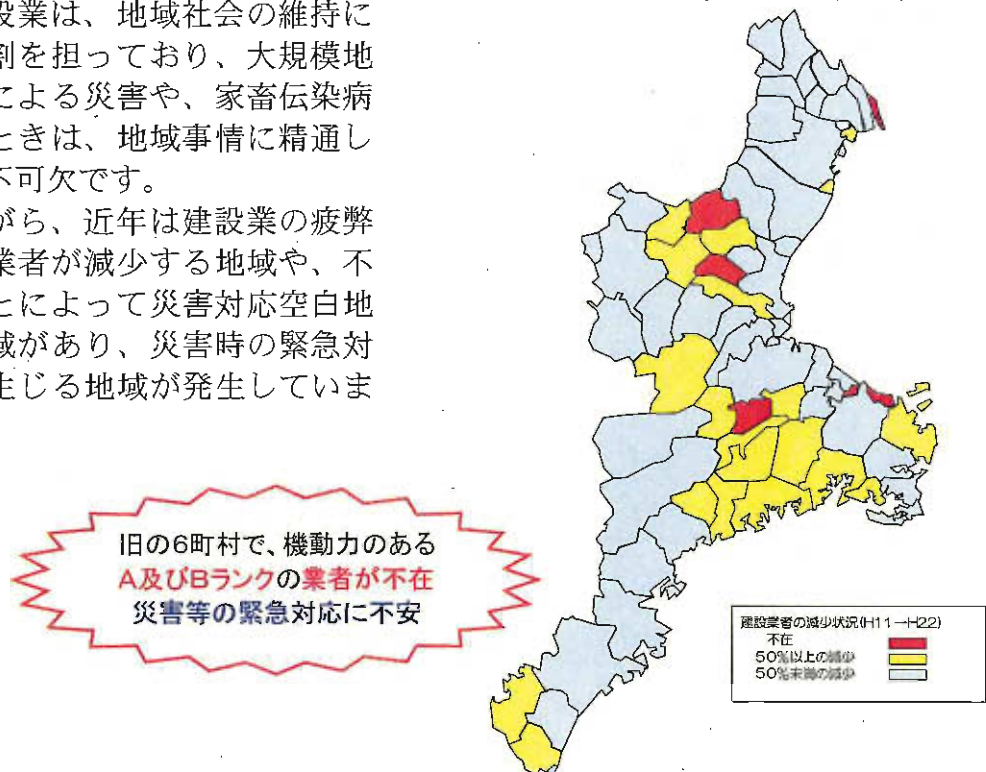 設業は、地域社会の維持に
割を担っており、大規模地
による災害や、家畜伝染病
ときは、地域事情に精通し
不可欠です。
がら、近年は建設業の疲弊
業者が減少する地域や、不
とによって災害対応空白地
域があり、災害時の緊急対
生じる地域が発生していま
旧の6町村で、機動力のある
A及びBランクの業者が不在
災害等の緊急対応に不安
建設業者の減少状況(H11→H22)
不在
50%以上の減少
50%未満の減少